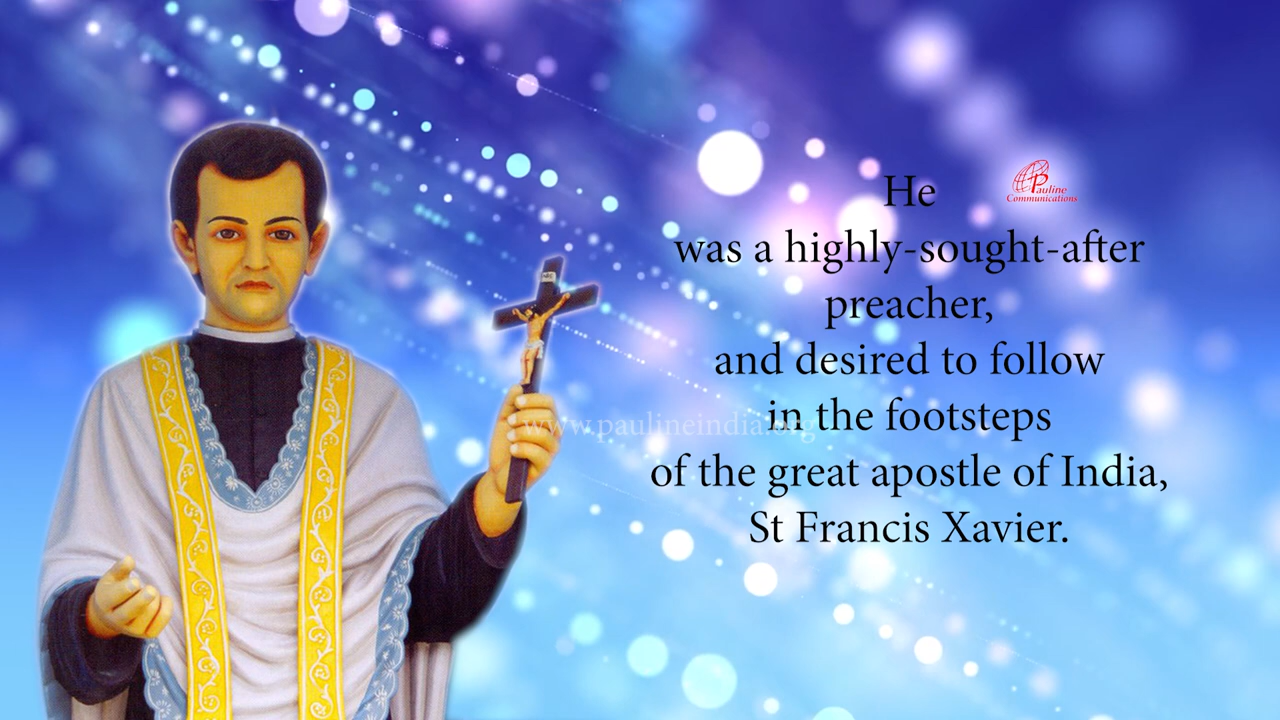 He
Pauline
Communications
was a highly-sought-after
preacher,
and desired to follow
in the footsteps
www.paulineindia.org
of the great apostle of India,
St Francis Xavier.